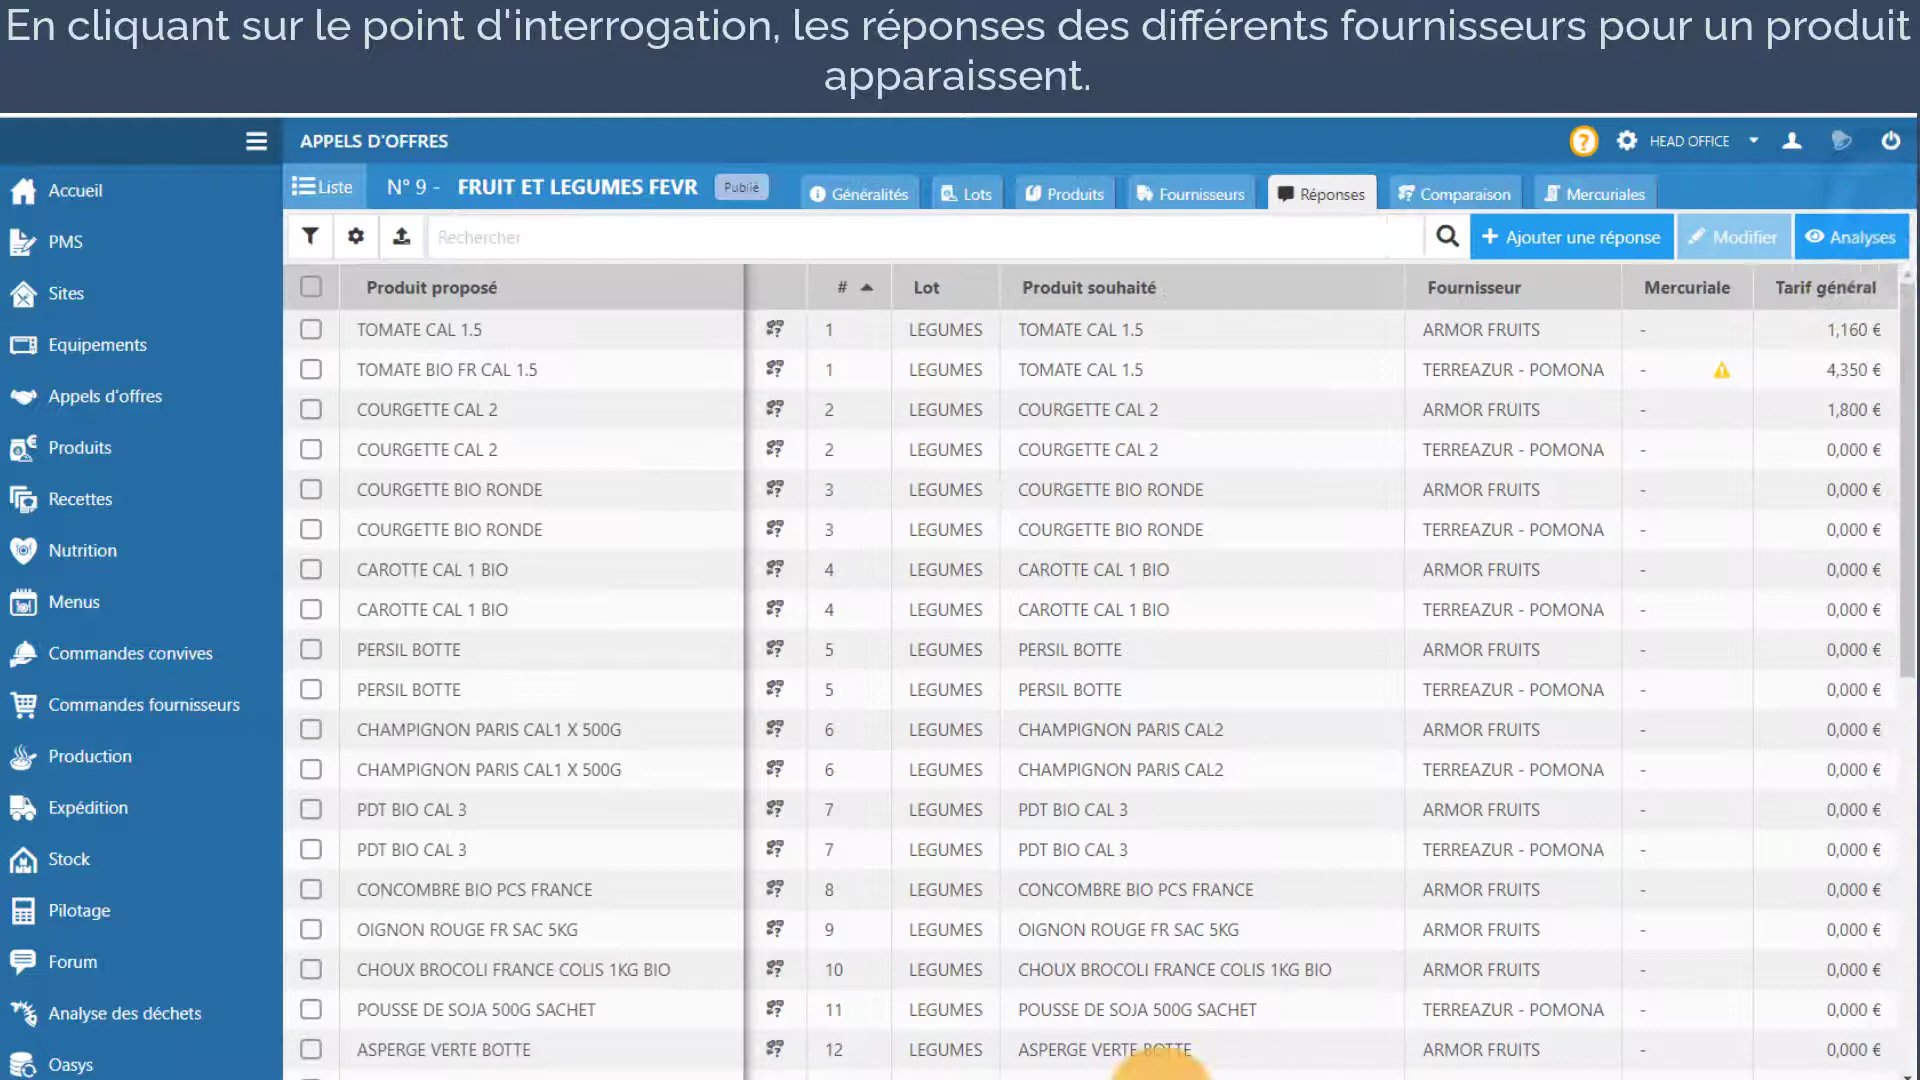 En cliquant sur le point d'interrogation, les réponses des différents fournisseurs pour un produit
apparaissent.
APPELS D'OFFRES
HEAD OFFICE
Liste
N° 9 - FRUIT ET LEGUMES FEVR
Publié
Généralités
Lots
Produits
Fournisseurs
Réponses
Comparaison
Mercuriales
Rechercher
+ Ajouter une réponse
Modifier
Analyses
Accueil
PMS
Sites
Equipements
Appels d'offres
Produits
Recettes
Nutrition
Menus
Commandes convives
Commandes fournisseurs
Production
Expédition
Stock
Pilotage
Forum
Analyse des déchets
Oasys
Produit proposé # Lot Produit souhaité Fournisseur Mercuriale Tarif général
TOMATE CAL 1.5 1 LEGUMES TOMATE CAL 1.5 ARMOR FRUITS - 1,160 €
TOMATE BIO FR CAL 1.5 1 LEGUMES TOMATE CAL 1.5 TERREAZUR - POMONA - 4,350 €
COURGETTE CAL 2 2 LEGUMES COURGETTE CAL 2 ARMOR FRUITS - 1,800 €
COURGETTE CAL 2 2 LEGUMES COURGETTE CAL 2 TERREAZUR - POMONA - 0,000 €
COURGETTE BIO RONDE 3 LEGUMES COURGETTE BIO RONDE ARMOR FRUITS - 0,000 €
COURGETTE BIO RONDE 3 LEGUMES COURGETTE BIO RONDE TERREAZUR - POMONA - 0,000 €
CAROTTE CAL 1 BIO 4 LEGUMES CAROTTE CAL 1 BIO ARMOR FRUITS - 0,000 €
CAROTTE CAL 1 BIO 4 LEGUMES CAROTTE CAL 1 BIO TERREAZUR - POMONA - 0,000 €
PERSIL BOTTE 5 LEGUMES PERSIL BOTTE ARMOR FRUITS - 0,000 €
PERSIL BOTTE 5 LEGUMES PERSIL BOTTE TERREAZUR - POMONA - 0,000 €
CHAMPIGNON PARIS CAL1 X 500G 6 LEGUMES CHAMPIGNON PARIS CAL2 ARMOR FRUITS - 0,000 €
CHAMPIGNON PARIS CAL1 X 500G 6 LEGUMES CHAMPIGNON PARIS CAL2 TERREAZUR - POMONA - 0,000 €
PDT BIO CAL 3 7 LEGUMES PDT BIO CAL 3 ARMOR FRUITS - 0,000 €
PDT BIO CAL 3 7 LEGUMES PDT BIO CAL 3 TERREAZUR - POMONA - 0,000 €
CONCOMBRE BIO PCS FRANCE 8 LEGUMES CONCOMBRE BIO PCS FRANCE ARMOR FRUITS - 0,000 €
OIGNON ROUGE FR SAC 5KG 9 LEGUMES OIGNON ROUGE FR SAC 5KG ARMOR FRUITS - 0,000 €
CHOUX BROCOLI FRANCE COLIS 1KG BIO 10 LEGUMES CHOUX BROCOLI FRANCE COLIS 1KG BIO ARMOR FRUITS - 0,000 €
POUSSE DE SOJA 500G SACHET 11 LEGUMES POUSSE DE SOJA 500G SACHET TERREAZUR - POMONA - 0,000 €
ASPERGE VERTE BOTTE 12 LEGUMES ASPERGE VERTE BOTTE ARMOR FRUITS - 0,000 €